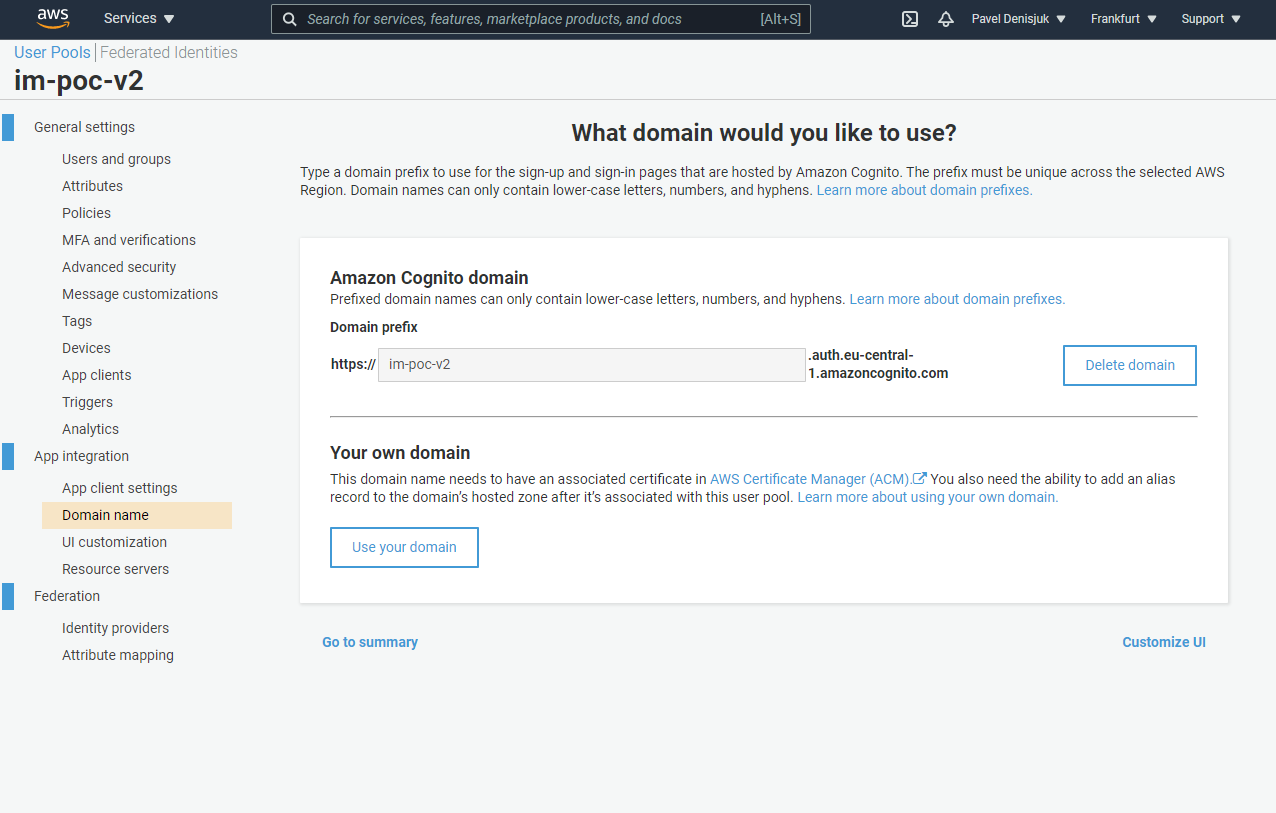 aws
Services
Search for services, features, marketplace products, and docs
[Alt+S]
Pavel Denisjuk
Frankfurt
Support
User Pools
Federated Identities
im-poc-v2
General settings
Users and groups
Attributes
Policies
MFA and verifications
Advanced security
Message customizations
Tags
Devices
App clients
Triggers
Analytics
App integration
App client settings
Domain name
UI customization
Resource servers
Federation
Identity providers
Attribute mapping
What domain would you like to use?
Type a domain prefix to use for the sign-up and sign-in pages that are hosted by Amazon Cognito. The prefix must be unique across the selected AWS
Region. Domain names can only contain lower-case letters, numbers, and hyphens. Learn more about domain prefixes.
Amazon Cognito domain
Prefixed domain names can only contain lower-case letters, numbers, and hyphens. Learn more about domain prefixes.
Domain prefix
https://
im-poc-v2
.auth.eu-central-
1.amazoncognito.com
Delete domain
Your own domain
This domain name needs to have an associated certificate in AWS Certificate Manager (ACM). You also need the ability to add an alias
record to the domain’s hosted zone after it’s associated with this user pool. Learn more about using your own domain.
Use your domain
Go to summary
Customize UI